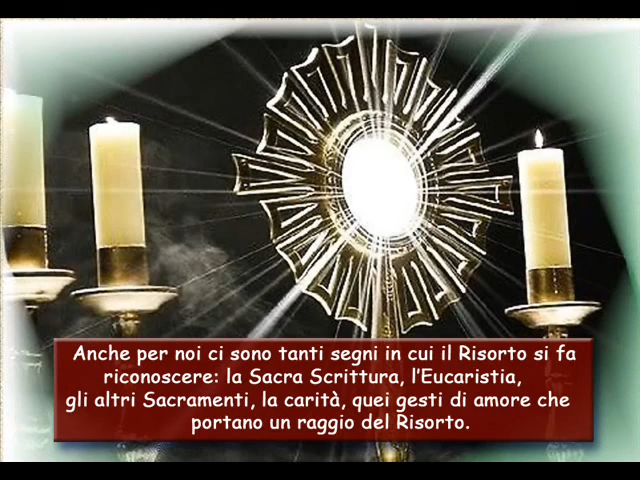 Anche per noi ci sono tanti segni in cui il Risorto si fa
riconoscere: la Sacra Scrittura, l'Eucaristia,
gli altri Sacramenti, la carità, quei gesti di amore che
portano un raggio del Risorto.